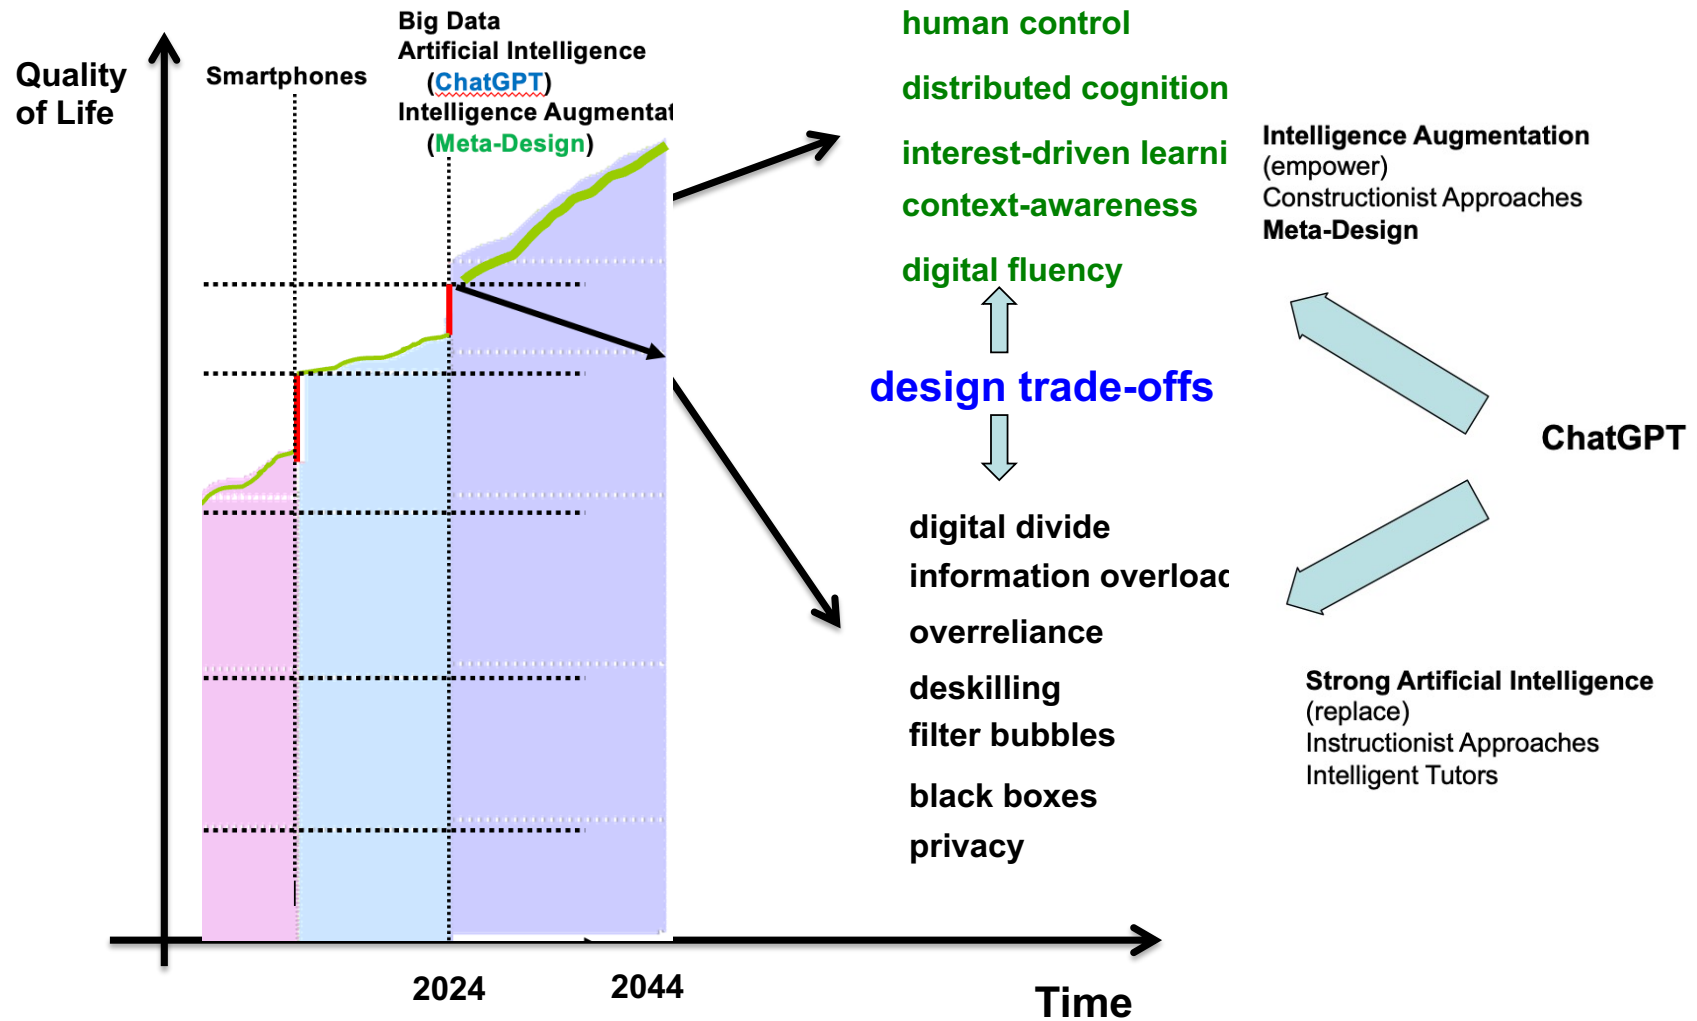 Quality
of Life
Smartphones
Big Data
Artificial Intelligence
(ChatGPT)
Intelligence Augmentat
(Meta-Design)
human control
distributed cognition
interest-driven learni
context-awareness
digital fluency
design trade-offs
digital divide
information overload
overreliance
deskilling
filter bubbles
black boxes
privacy
Intelligence Augmentation
(empower)
Constructionist Approaches
Meta-Design
ChatGPT
Strong Artificial Intelligence
(replace)
Instructionist Approaches
Intelligent Tutors
2024
2044
Time